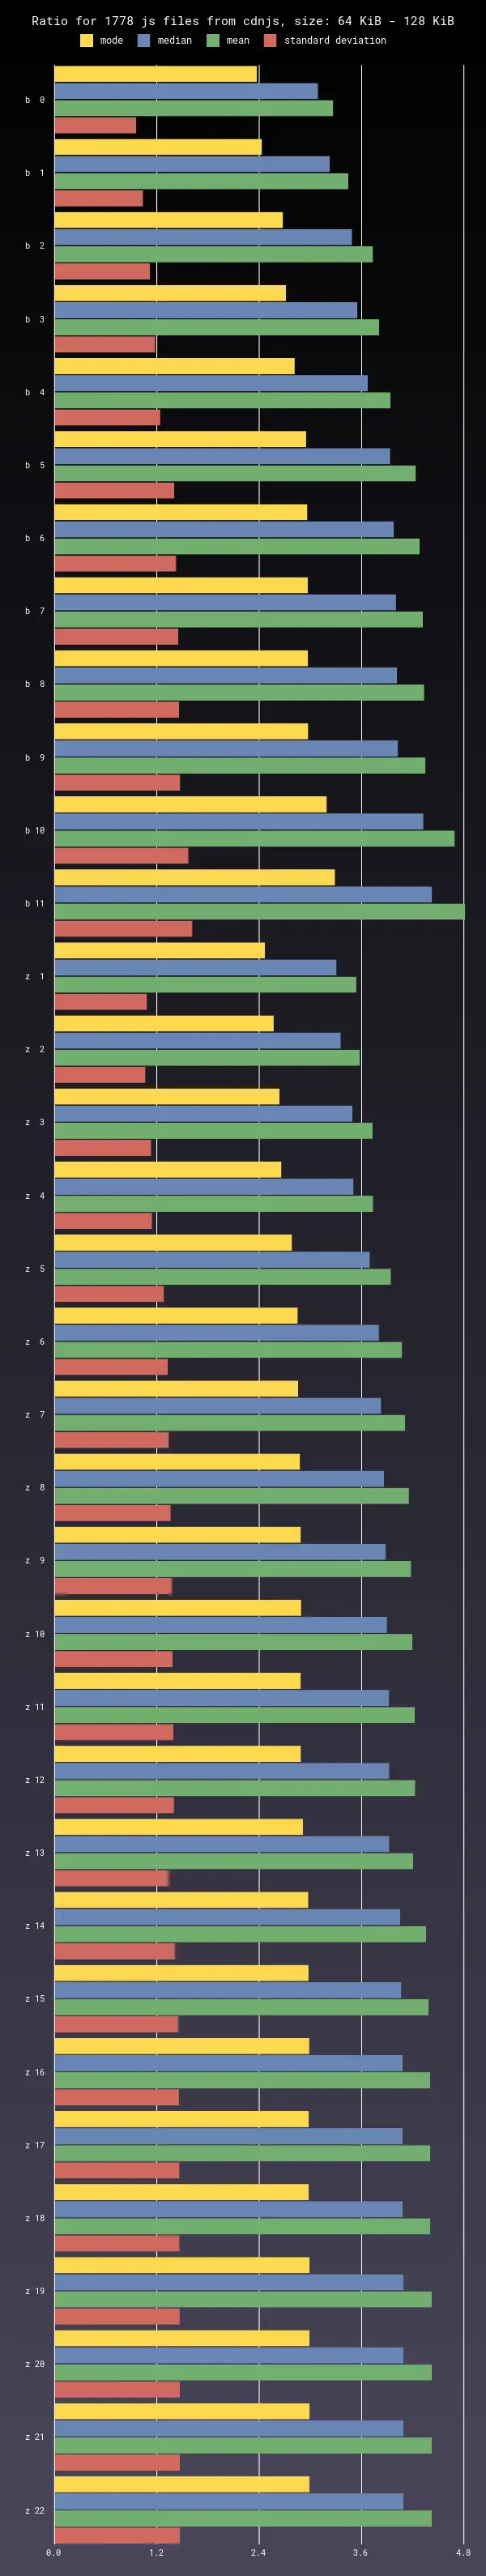 Ratio for 1778 js files from cdnjs, size: 64 KiB - 128 KiB
mode median mean standard deviation
b 0
b 1
b 2
b 3
b 4
b 5
b 6
b 7
b 8
b 9
b 10
b 11
z 1
z 2
z 3
z 4
z 5
z 6
z 7
z 8
z 9
z 10
z 11
z 12
z 13
z 14
z 15
z 16
z 17
z 18
z 19
z 20
z 21
z 22
0.0 1.2 2.4 3.6 4.8